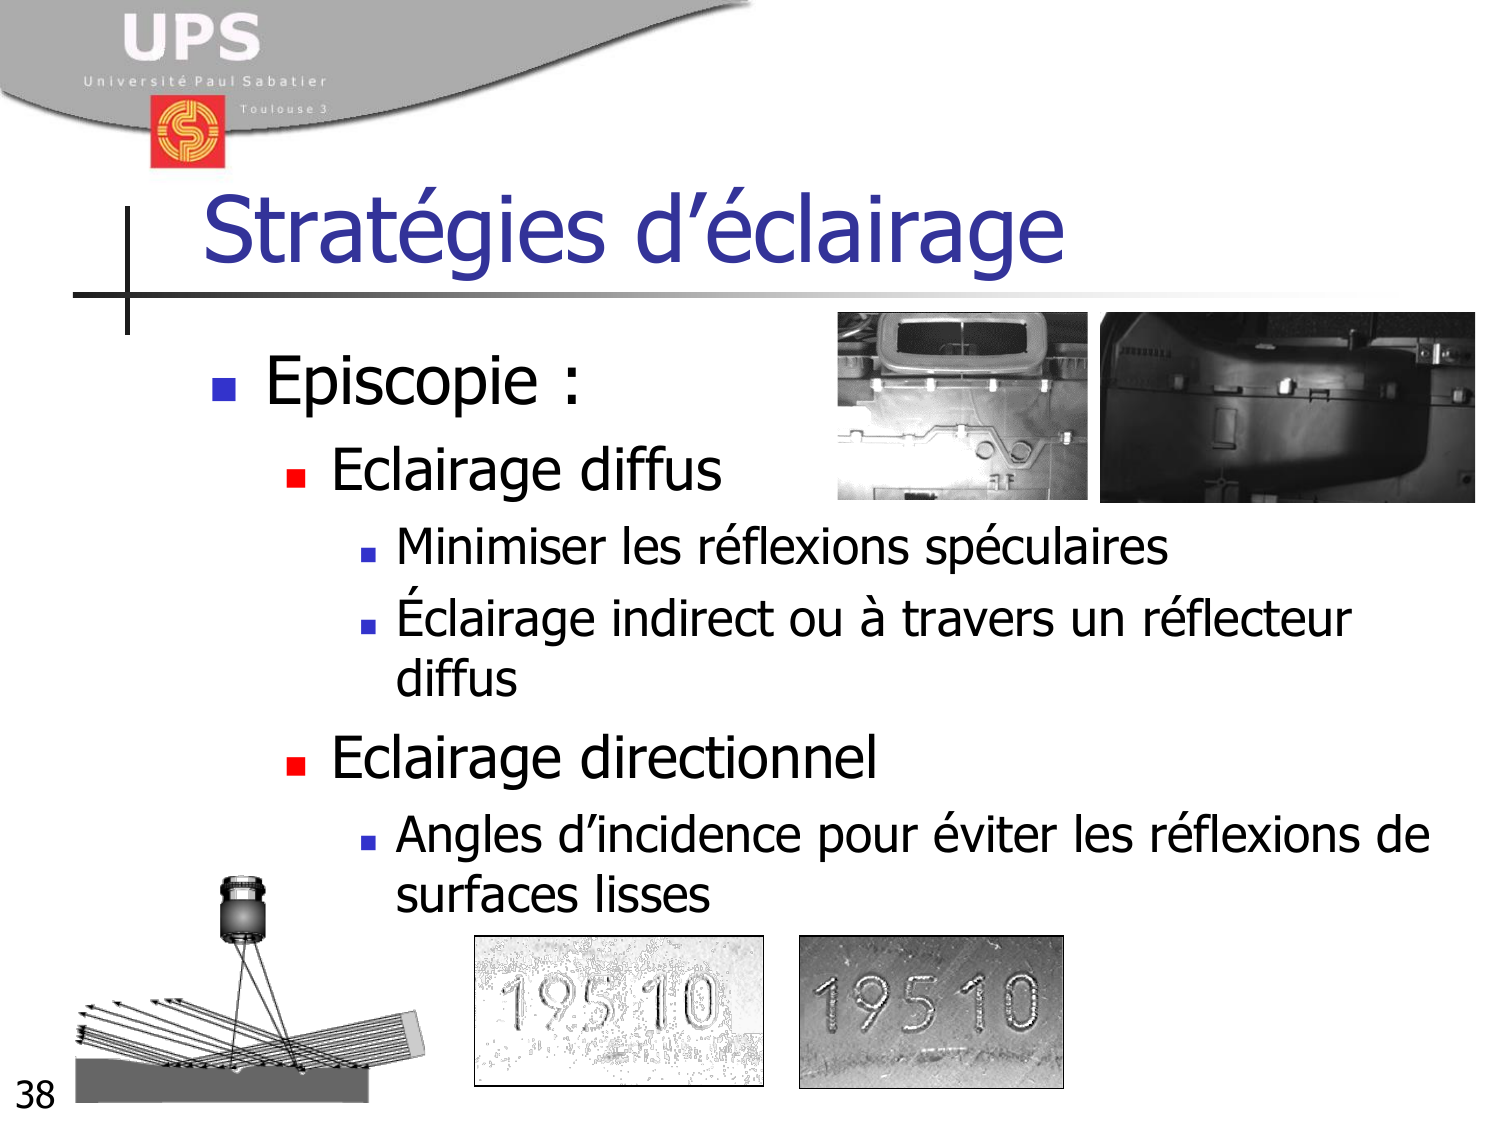 UPS
Université Paul Sabatier
Toulouse 3
Stratégies d’éclairage
Episcopie :
Eclairage diffus
Minimiser les réflexions spéculaires
Éclairage indirect ou à travers un réflecteur
diffus
Eclairage directionnel
Angles d’incidence pour éviter les réflexions de
surfaces lisses
19510
19510
38